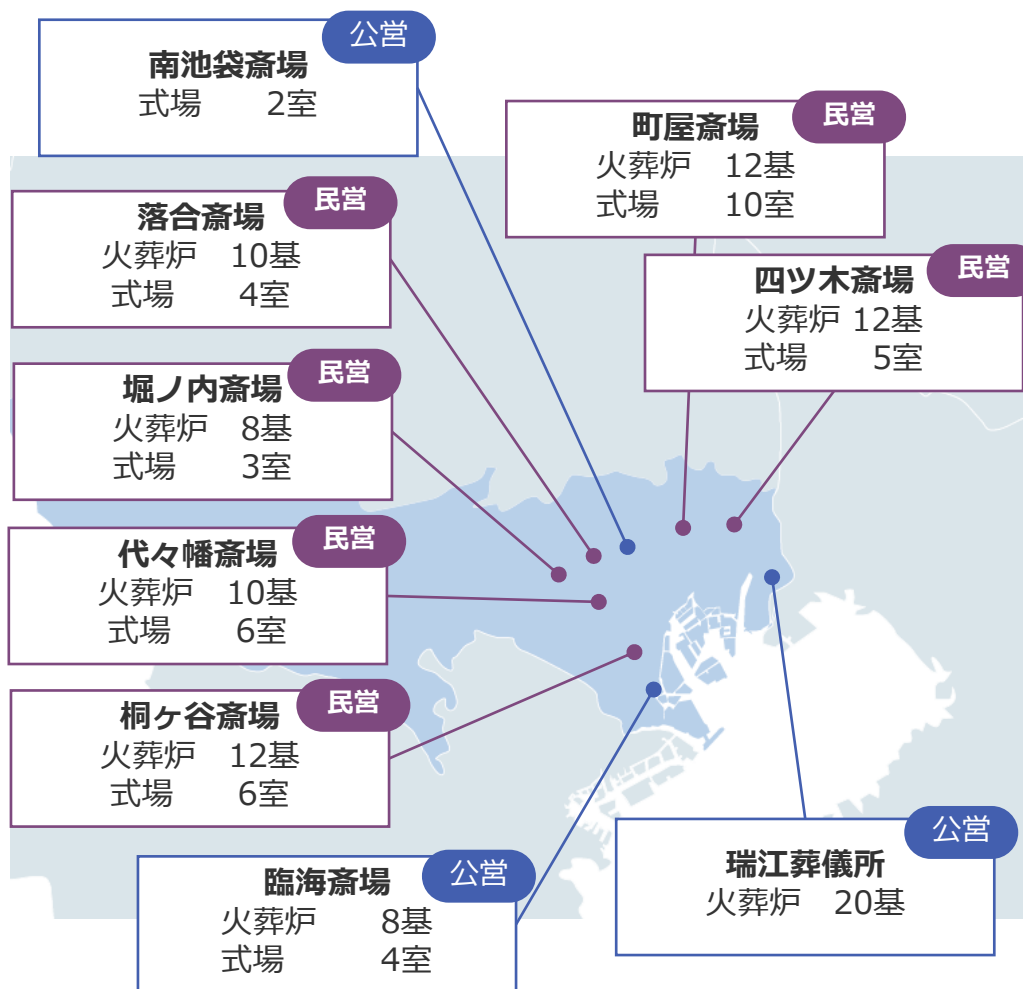 公営
南池袋斎場
式場 2室
民営
町屋斎場
火葬炉 12基
式場 10室
民営
落合斎場
火葬炉 10基
式場 4室
民営
四ツ木斎場
火葬炉 12基
式場 5室
民営
堀ノ内斎場
火葬炉 8基
式場 3室
民営
代々幡斎場
火葬炉 10基
式場 6室
民営
桐ヶ谷斎場
火葬炉 12基
式場 6室
公営
臨海斎場
火葬炉 8基
式場 4室
公営
瑞江葬儀所
火葬炉 20基